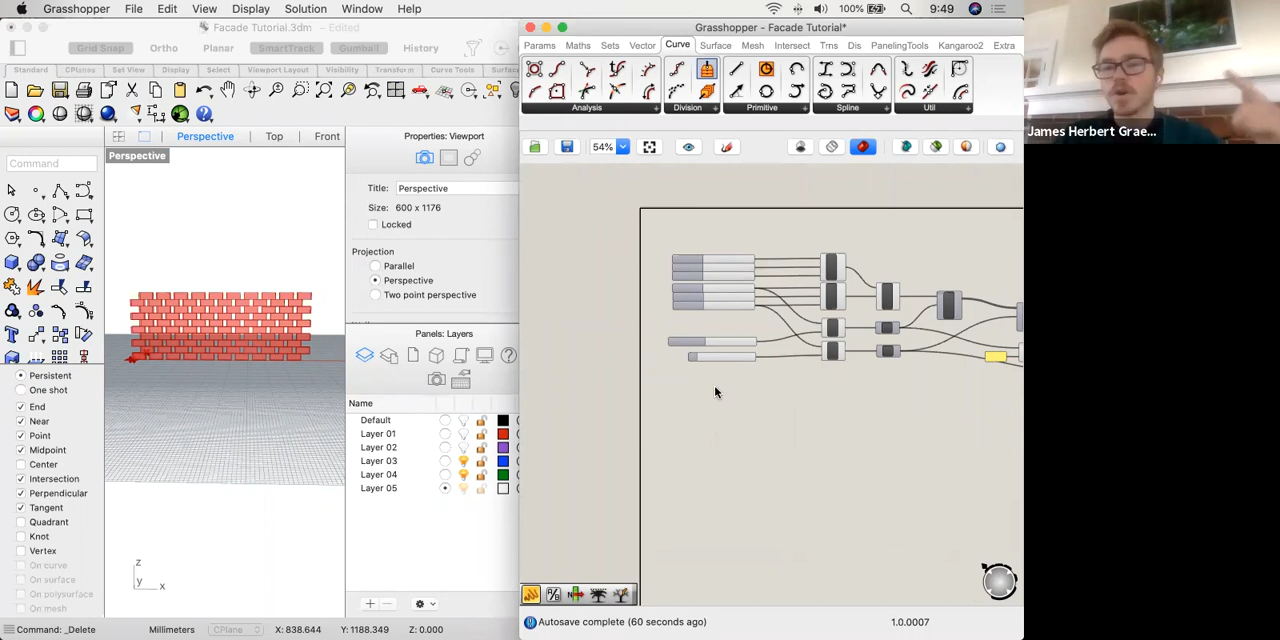 Grasshopper File Edit View Display Solution Window Help 100% 9:49
Facade Tutorial.3dm — Edited
Grasshopper - Facade Tutorial*
Grid Snap Ortho Planar SmartTrack Gumball History
Params Maths Sets Vector Curve Surface Mesh Intersect Trns Dis PanelingTools Kangaroo2 Extra
Standard CPlanes Set View Display Select Viewport Layout Visibility Transform Curve Tools Surfac
Analysis Division Primitive Spline Util
Perspective Top Front
Properties: Viewport
54%
James Herbert Grae...
Perspective
Command
Title: Perspective
Size: 600 x 1176
Locked
Projection
Parallel
Perspective
Two point perspective
Panels: Layers
Name
Default
Layer 01
Layer 02
Layer 03
Layer 04
Layer 05
Persistent
One shot
End
Near
Point
Midpoint
Center
Intersection
Perpendicular
Tangent
Quadrant
Knot
Vertex
On curve
On surface
On polysurface
On mesh
z
y x
Autosave complete (60 seconds ago) 1.0.0007
Command: _Delete Millimeters CPlane X: 838.644 Y: 1188.349 Z: 0.000